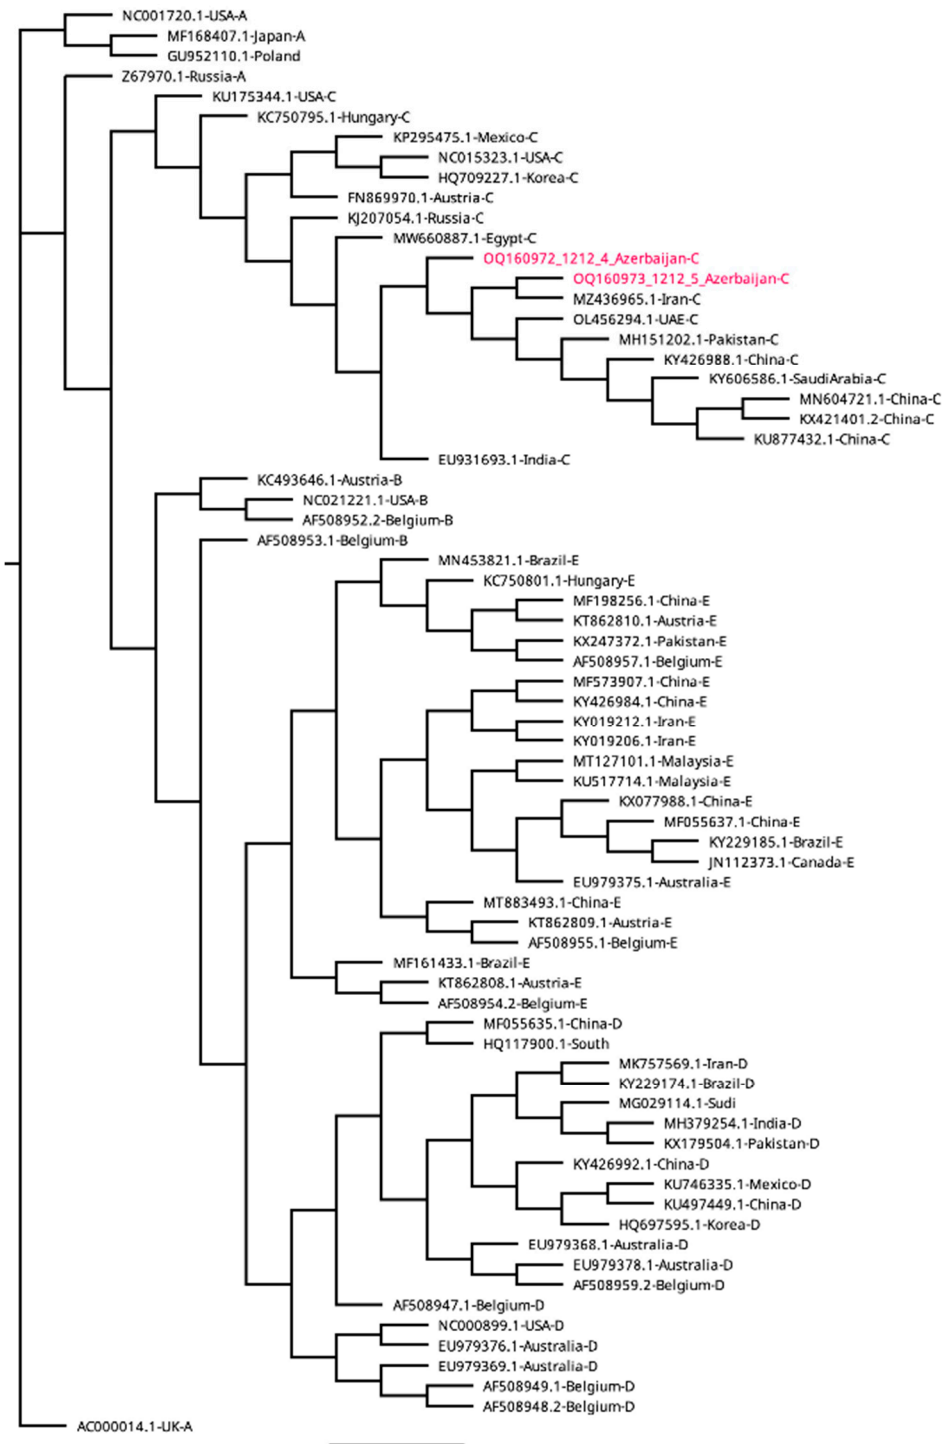 NC001720.1-USA-A
MF168407.1-Japan-A
GU952110.1-Poland
Z67970.1-Russia-A
KU175344.1-USA-C
KC750795.1-Hungary-C
KP295475.1-Mexico-C
NC015323.1-USA-C
HQ709227.1-Korea-C
FN869970.1-Austria-C
KJ207054.1-Russia-C
MW660887.1-Egypt-C
OQ160972_1212_4_Azerbaijan-C
OQ160973_1212_5_Azerbaijan-C
MZ436965.1-Iran-C
OL456294.1-UAE-C
MH151202.1-Pakistan-C
KY426988.1-China-C
KY606586.1-SaudiArabia-C
MN604721.1-China-C
KX421401.2-China-C
KU877432.1-China-C
EU931693.1-India-C
KC493646.1-Austria-B
NC021221.1-USA-B
AF508952.2-Belgium-B
AF508953.1-Belgium-B
MN453821.1-Brazil-E
KC750801.1-Hungary-E
MF198256.1-China-E
KT862810.1-Austria-E
KX247372.1-Pakistan-E
AF508957.1-Belgium-E
MF573907.1-China-E
KY426984.1-China-E
KY019212.1-Iran-E
KY019206.1-Iran-E
MT127101.1-Malaysia-E
KU517714.1-Malaysia-E
KX077988.1-China-E
MF055637.1-China-E
KY229185.1-Brazil-E
JN112373.1-Canada-E
EU979375.1-Australia-E
MT883493.1-China-E
KT862809.1-Austria-E
AF508955.1-Belgium-E
MF161433.1-Brazil-E
KT862808.1-Austria-E
AF508954.2-Belgium-E
MF055635.1-China-D
HQ117900.1-South
MK757569.1-Iran-D
KY229174.1-Brazil-D
MG029114.1-Sudi
MH379254.1-India-D
KX179504.1-Pakistan-D
KY426992.1-China-D
KU746335.1-Mexico-D
KU497449.1-China-D
HQ697595.1-Korea-D
EU979368.1-Australia-D
EU979378.1-Australia-D
AF508959.2-Belgium-D
AF508947.1-Belgium-D
NC000899.1-USA-D
EU979376.1-Australia-D
EU979369.1-Australia-D
AF508949.1-Belgium-D
AF508948.2-Belgium-D
AC000014.1-UK-A